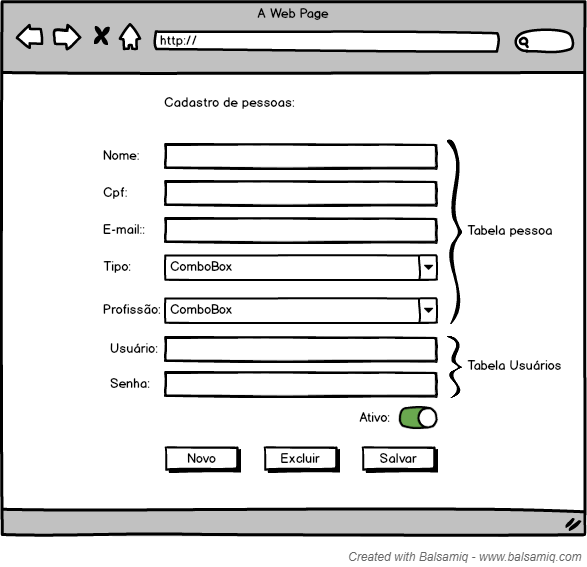 A Web Page
http://
Cadastro de pessoas:
Nome:
Cpf:
E-mail::
Tabela pessoa
Tipo: ComboBox
Profissão: ComboBox
Usuário:
Tabela Usuários
Senha:
Ativo:
Novo Excluir Salvar
Created with Balsamiq - www.balsamiq.com